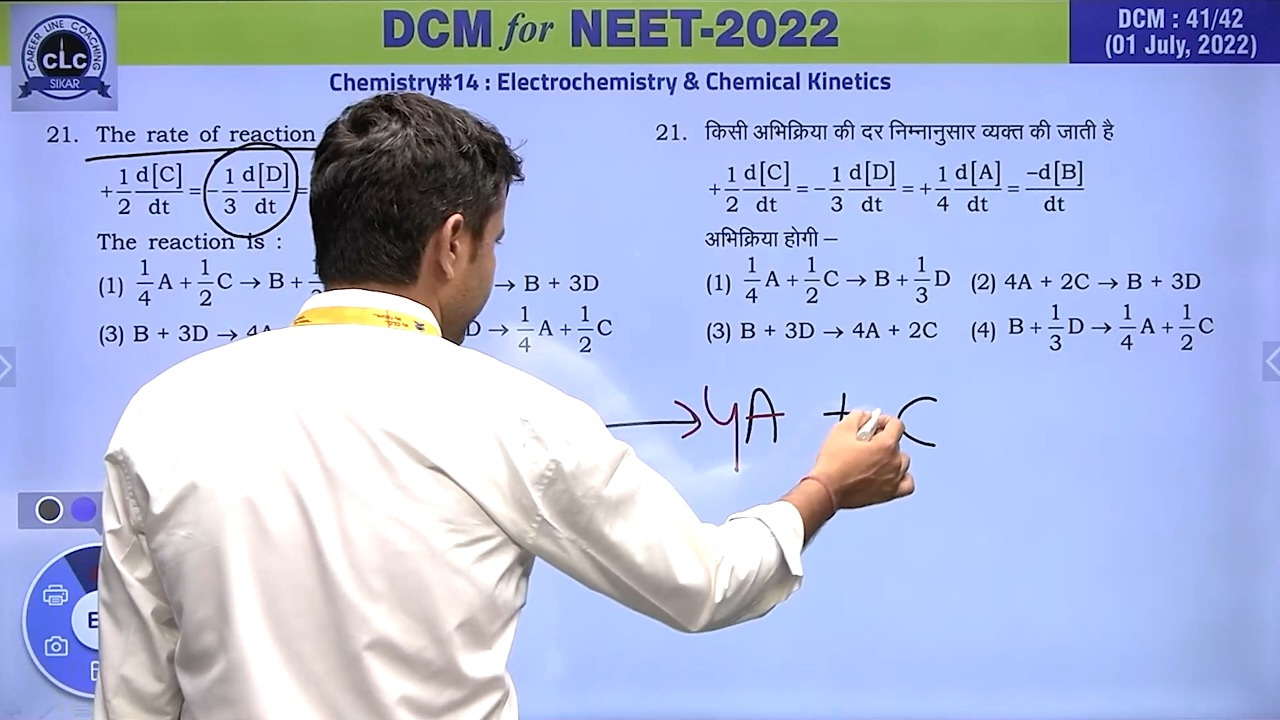 DCM for NEET-2022
DCM : 41/42
(01 July, 2022)
CAREER LINE COACHING
CLC
SIKAR
Chemistry#14 : Electrochemistry & Chemical Kinetics
21. The rate of reaction
+1/2 d[C]/dt = -1/3 d[D]/dt =
The reaction is :
(1) 1/4 A + 1/2 C → B +
→ B + 3D
(3) B + 3D → 4A
→ 1/4 A + 1/2 C
21. किसी अभिक्रिया की दर निम्नानुसार व्यक्त की जाती है
+1/2 d[C]/dt = -1/3 d[D]/dt = +1/4 d[A]/dt = -d[B]/dt
अभिक्रिया होगी –
(1) 1/4 A + 1/2 C → B + 1/3 D (2) 4A + 2C → B + 3D
(3) B + 3D → 4A + 2C (4) B + 1/3 D → 1/4 A + 1/2 C
→ 4A + C